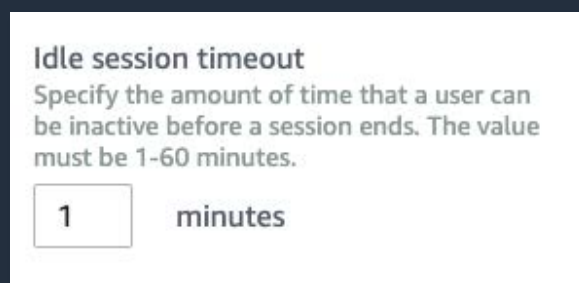 Idle session timeout
Specify the amount of time that a user can
be inactive before a session ends. The value
must be 1-60 minutes.
1 minutes